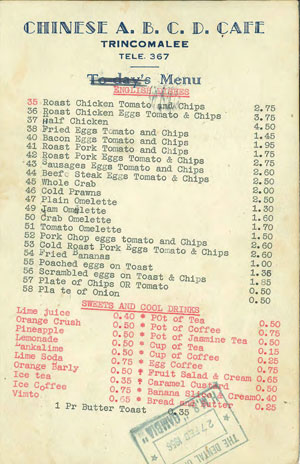 CHINESE A. B. C. D. CAFE
TRINCOMALEE
TELE. 367
To-day's Menu
ENGLISH DISHES
35 Roast Chicken Tomato and Chips 2.75
36 Roast Chicken Eggs Tomato & Chips 3.75
37 Half Chicken 4.50
38 Fried Eggs Tomato and Chips 1.45
40 Bacon Eggs Tomato and Chips 1.95
41 Roast Pork Tomato and Chips 1.75
42 Roast Pork Eggs Tomato & Chips 2.60
43 Sausages Eggs Tomato and Chips 2.25
44 Beef Steak Eggs Tomato & Chips 2.60
45 Whole Crab 2.50
46 Cold Prawns 2.00
47 Plain Omelette 2.50
49 Jam Omelette 1.30
50 Crab Omelette 1.60
51 Tomato Omelette 1.70
52 Pork Chop eggs tomato and Chips 1.50
53 Cold Roast Pork Eggs Tomato & Chips 2.60
54 Fried Bananas 2.60
55 Poached eggs on Toast 1.00
56 Scrambled eggs on Toast & Chips 1.36
57 Plate of Chips OR Tomato
58 Plate of Onion 0.50
0.50
SWEETS AND COOL DRINKS
Lime juice 0.40 * Pot of Tea 0.50
Orange Crush 0.50 * Pot of Coffee 0.75
Pineapple 0.50 * Pot of Jasmine Tea 0.50
Lemonade 0.50 * Cup of Tea 0.15
Lankalima 0.50 * Cup of Coffee 0.25
Lime Soda 0.75 * Egg Coffee 0.75
Orange Barly 0.50 * Fruit Salad & Cream 0.65
Ice tea 0.35 * Caramel Custard 0.50
Ice Coffee 0.75 * Banana & Cream 0.40
Vimto 0.65 * Bread and Butter 0.25
1 Pr Butter Toast 0.35
THE DENTAL
27 FEB 1956
"GAMBIA"